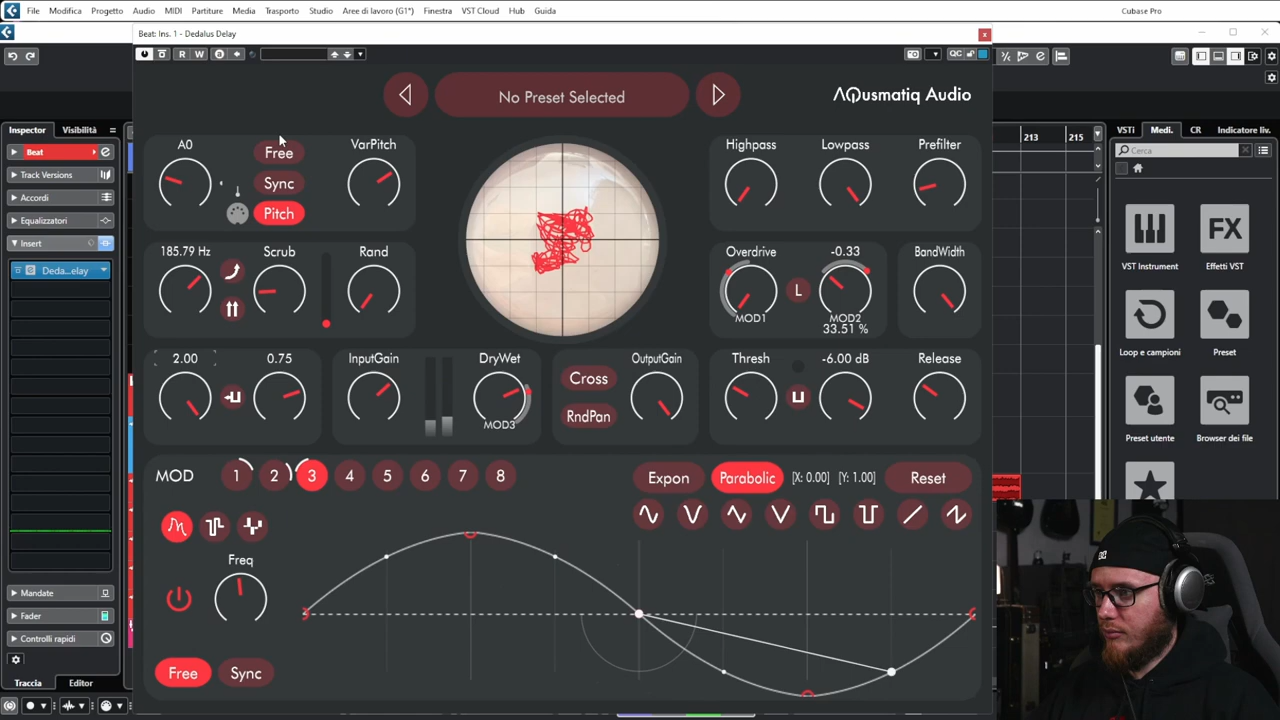 File Modifica Progetto Audio MIDI Partiture Media Trasporto Studio Aree di lavoro (G1*) Finestra VST Cloud Hub Guida Cubase Pro
Beat: Ins. 1 - Dedalus Delay x
R W QC
No Preset Selected
AQusmatiq Audio
Inspector Visibilità
Beat
Track Versions
Accordi
Equalizzatori
Insert
Deda...elay
Mandate
Fader
Controlli rapidi
Traccia Editor
A0 Free VarPitch
Sync
Pitch
185.79 Hz Scrub Rand
2.00 0.75
InputGain DryWet
MOD3
Cross OutputGain
RndPan
Highpass Lowpass Prefilter
Overdrive -0.33 BandWidth
L
MOD1 MOD2
33.51 %
Thresh -6.00 dB Release
MOD 1 2 3 4 5 6 7 8
Expon Parabolic [X: 0.00] [Y: 1.00] Reset
Freq
Free Sync
213 215
VSTi Medi. CR Indicatore liv.
Cerca
FX
VST Instrument Effetti VST
Loop e campioni Preset
Preset utente Browser dei file